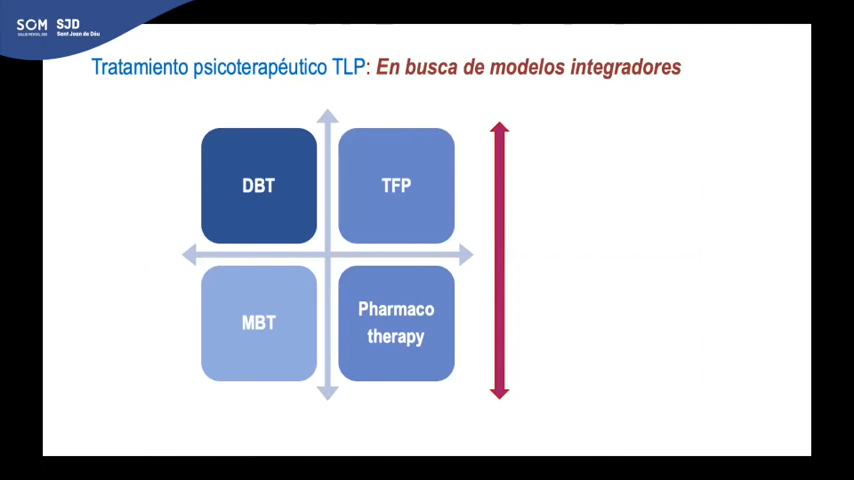 SOM
SALUD MENTAL 360
SJD
Sant Joan de Déu
Tratamiento psicoterapéutico TLP: En busca de modelos integradores
DBT
TFP
MBT
Pharmaco
therapy